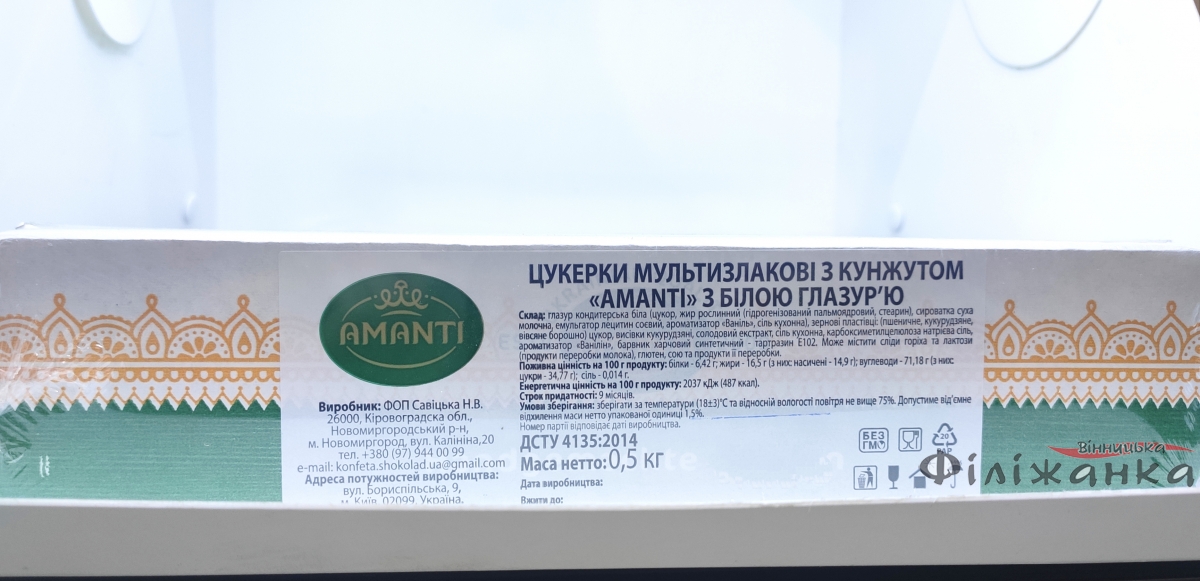 AMANTI
Виробник: ФОП Савіцька Н.В.
26000, Кіровоградска обл.,
Новомиргородський р-н,
м. Новомиргород, вул. Калініна,20
тел. +380 (97) 944 00 99
e-mail: konfeta.shokolad.ua@gmail.com
Адреса потужностей виробництва:
вул. Бориспільська, 9,
м. Київ, 02099, Україна.
ЦУКЕРКИ МУЛЬТИЗЛАКОВІ З КУНЖУТОМ
«AMANTI» З БІЛОЮ ГЛАЗУР’Ю
Склад: глазур кондитерська біла (цукор, жир рослинний (гідрогенізований пальмоядровий, стеарин), сироватка суха
молочна, емульгатор лецитин соєвий, ароматизатор «Ваніль», сіль кухонна), зернові пластівці: (пшеничне, кукурудзяне,
вівсяне борошно) цукор, висівки кукурудзяні, солодовий екстракт, сіль кухонна, карбоксиметилцелюлоза натрієва сіль,
ароматизатор «Ванілін», барвник харчовий синтетичний - тартразин Е102. Може містити сліди горіха та лактози
(продукти переробки молока), глютен, сою та продукти її переробки.
Поживна цінність на 100 г продукту: білки - 6,42 г; жири - 16,5 г (з них насичені - 14,9 г); вуглеводи - 71,18 г (з них
цукри - 34,77 г); сіль - 0,014 г.
Енергетична цінність на 100 г продукту: 2037 кДж (487 ккал).
Строк придатності: 9 місяців.
Умови зберігання: зберігати за температури (18±3)°С та відносній вологості повітря не вище 75%. Допустиме від’ємне
відхилення маси нетто упакованої одиниці 1,5%.
Номер партії відповідає даті виробництва.
ДСТУ 4135:2014
Маса нетто: 0,5 кг
Дата виробництва:
Вжити до:
БЕЗ
ГМО
20
PAP
Вінницька
Філіжанка